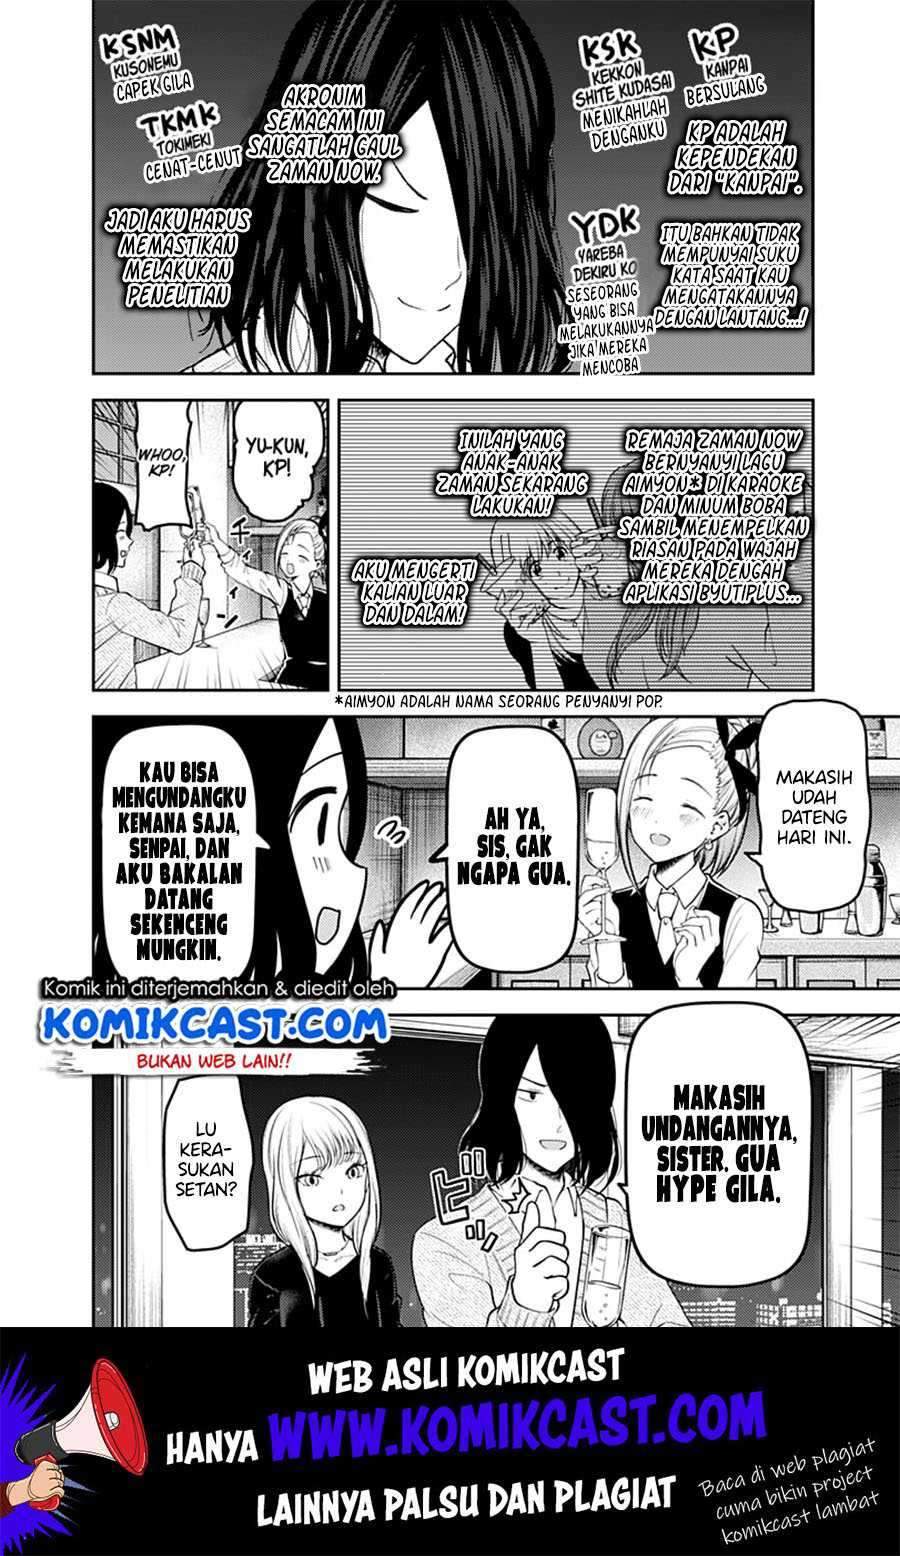 KP
KANPAI
BERSULANG
KP ADALAH
KEPENDEKAN
DARI "KANPAI".
ITU BAHKAN TIDAK
MEMPUNYAI SUKU
KATA SAAT KAU
MENGATAKANNYA
DENGAN LANTANG...!
KSK
KEKKON
SHITE KUDASAI
MENIKAHLAH
DENGANKU
YDK
YAREBA
DEKIRU KO
SESEORANG
YANG BISA
MELAKUKANNYA
JIKA MEREKA
MENCOBA
AKRONIM
SEMACAM INI
SANGATLAH GAUL
ZAMAN NOW.
KSNM
KUSONEMU
CAPEK GILA
TKMK
TOKIMEKI
CENAT-CENUT
JADI AKU HARUS
MEMASTIKAN
MELAKUKAN
PENELITIAN
REMAJA ZAMAN NOW
BERNYANYI LAGU
AIMYON* DI KARAOKE
DAN MINUM BOBA
SAMBIL MENEMPELKAN
RIASAN PADA WAJAH
MEREKA DENGAH
APLIKASI BYUTIPLUS...
INILAH YANG
ANAK-ANAK
ZAMAN SEKARANG
LAKUKAN!
AKU MENGERTI
KALIAN LUAR
DAN DALAM!
*AIMYON ADALAH NAMA SEORANG PENYANYI POP.
YU-KUN,
KP!
WHOO,
KP!
MAKASIH
UDAH
DATENG
HARI INI.
AH YA,
SIS, GAK
NGAPA GUA.
KAU BISA
MENGUNDANGKU
KEMANA SAJA,
SENPAI, DAN
AKU BAKALAN
DATANG
SEKENCENG
MUNGKIN.
Komik ini diterjemahkan & diedit oleh
KOMIKCAST.COM
BUKAN WEB LAIN!!
MAKASIH
UNDANGANNYA,
SISTER. GUA
HYPE GILA.
ビシ
LU
KERA-
SUKAN
SETAN?
WEB ASLI KOMIKCAST
HANYA WWW.KOMIKCAST.COM
LAINNYA PALSU DAN PLAGIAT
Baca di web plagiat
cuma bikin project
komikcast lambat